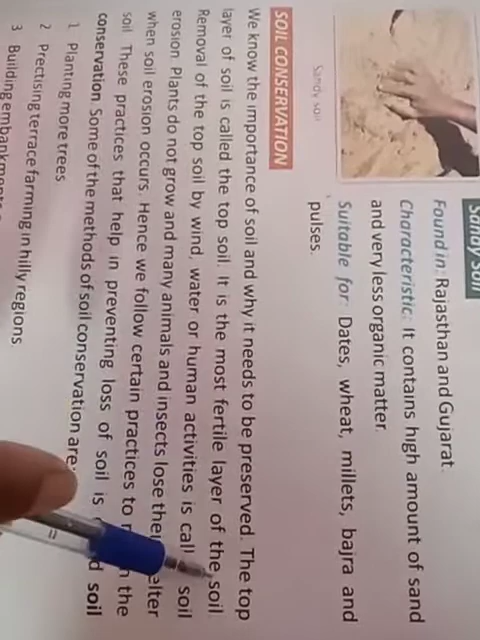 Sandy Soil
Found in: Rajasthan and Gujarat.
Characteristic: It contains high amount of sand
and very less organic matter.
Suitable for: Dates, wheat, millets, bajra and
pulses.
Sandy soil
SOIL CONSERVATION
We know the importance of soil and why it needs to be preserved. The top
layer of soil is called the top soil. It is the most fertile layer of the soil.
Removal of the top soil by wind, water or human activities is soil
erosion. Plants do not grow and many animals and insects lose
when soil erosion occurs. Hence we follow certain practices to the
soil. These practices that help in preventing loss of soil is soil
conservation. Some of the methods of soil conservation are:
1 Planting more trees
2 Prectising terrace farming in hilly regions
3 Building embankments